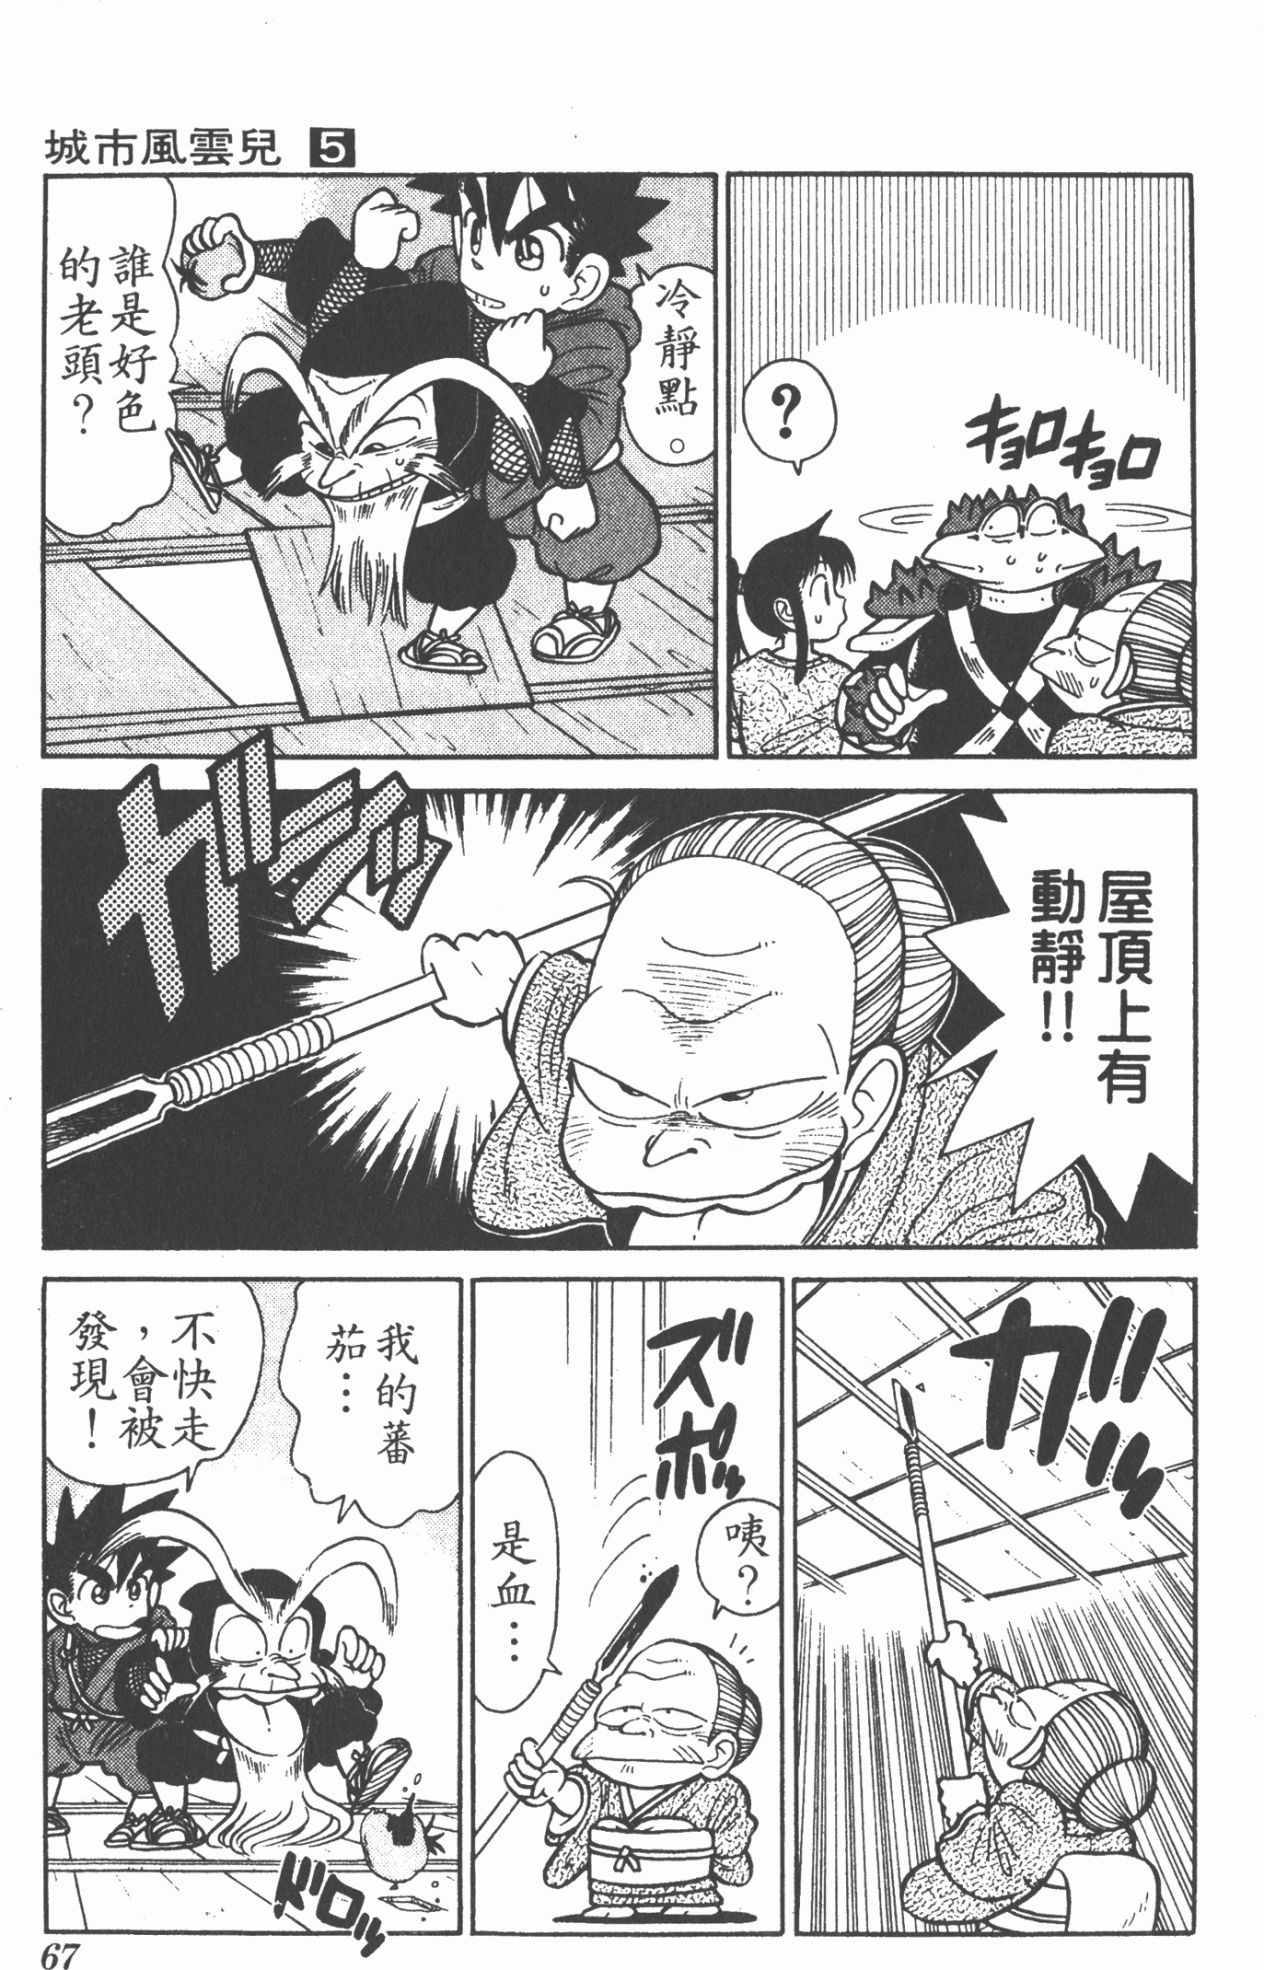 城市風雲兒 5
?
キョロキョロ
冷靜點。
誰是好色
的老頭?
屋頂上有
動靜!!
ガラッ
ガッ
ズボッ
咦?
是血…
我的蕃
茄…
不快走
,會被
發現!
ドロッ
67